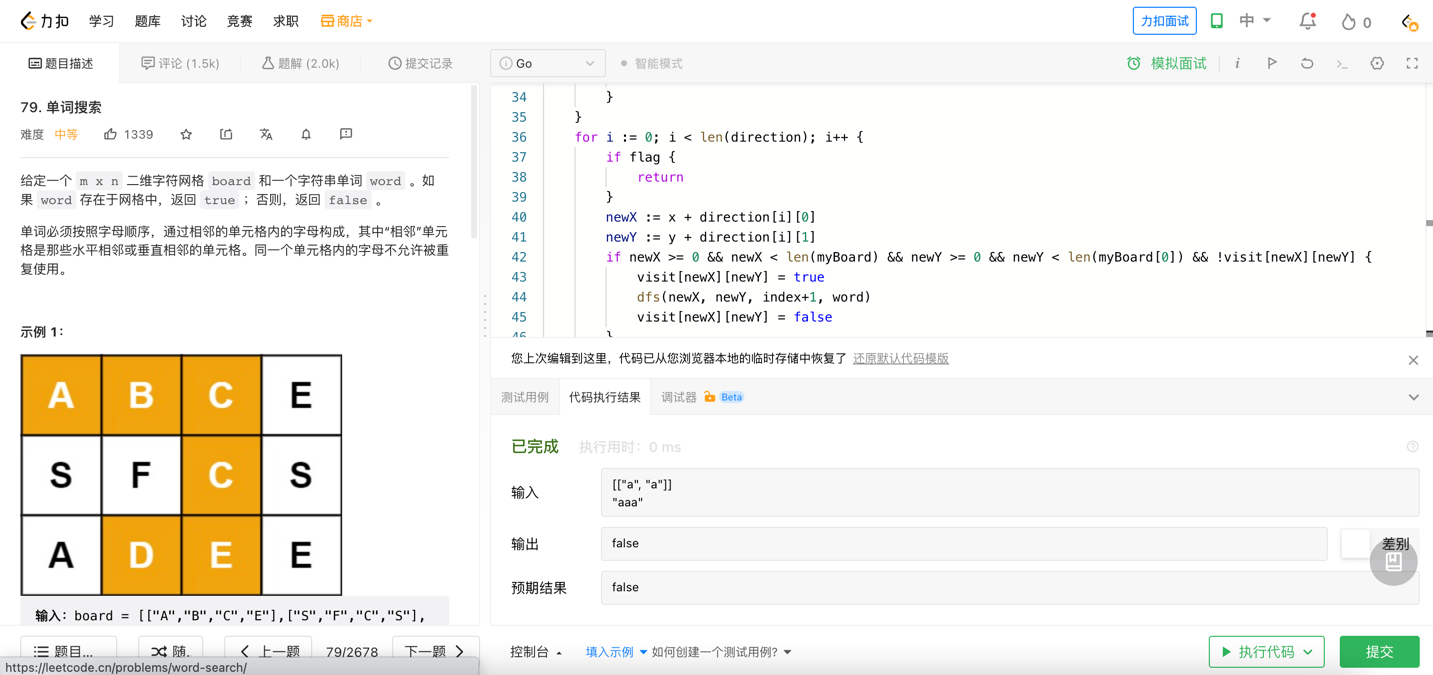 力扣 学习 题库 讨论 竞赛 求职 商店 力扣面试 中 0
题目描述 评论 (1.5k) 题解 (2.0k) 提交记录
79. 单词搜索
难度 中等 1339
给定一个 m x n 二维字符网格 board 和一个字符串单词 word 。如
果 word 存在于网格中，返回 true ；否则，返回 false 。
单词必须按照字母顺序，通过相邻的单元格内的字母构成，其中“相邻”单元
格是那些水平相邻或垂直相邻的单元格。同一个单元格内的字母不允许被重
复使用。
示例 1：
A B C E
S F C S
A D E E
输入：board = [["A","B","C","E"],["S","F","C","S"],
题目... 随. 上一题 79/2678 下一题
https://leetcode.cn/problems/word-search/
Go 智能模式 模拟面试
34 }
35 }
36 for i := 0; i < len(direction); i++ {
37 if flag {
38 return
39 }
40 newX := x + direction[i][0]
41 newY := y + direction[i][1]
42 if newX >= 0 && newX < len(myBoard) && newY >= 0 && newY < len(myBoard[0]) && !visit[newX][newY] {
43 visit[newX][newY] = true
44 dfs(newX, newY, index+1, word)
45 visit[newX][newY] = false
46 }
您上次编辑到这里，代码已从您浏览器本地的临时存储中恢复了 还原默认代码模版
测试用例 代码执行结果 调试器 Beta
已完成 执行用时：0 ms
输入
[["a", "a"]]
"aaa"
输出 false 差别
预期结果 false
控制台 填入示例 如何创建一个测试用例? 执行代码 提交